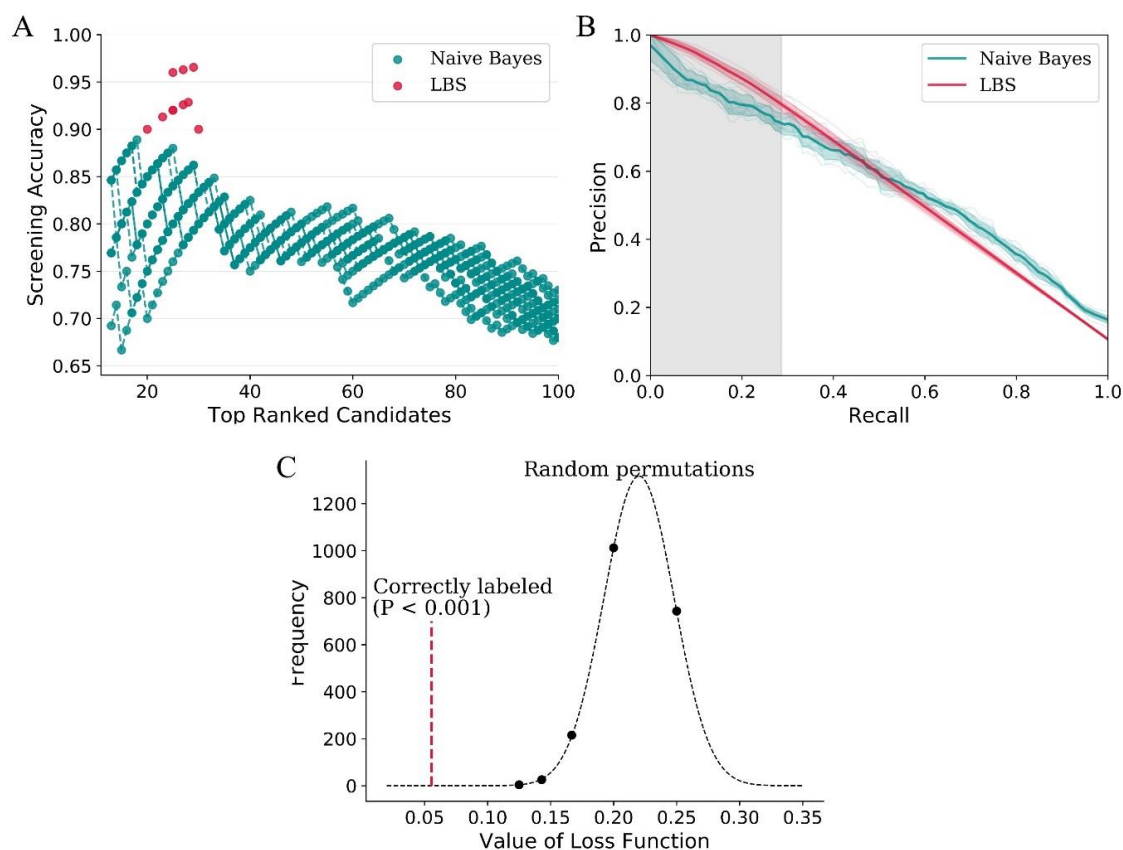 A
Screening Accuracy
1.00
0.95
0.90
0.85
0.80
0.75
0.70
0.65
Naive Bayes
LBS
20 40 60 80 100
Top Ranked Candidates
B
Precision
1.0
0.8
0.6
0.4
0.2
0.0
Naive Bayes
LBS
0.0 0.2 0.4 0.6 0.8 1.0
Recall
C
Frequency
1200
1000
800
600
400
200
0
Random permutations
Correctly labeled
(P < 0.001)
0.05 0.10 0.15 0.20 0.25 0.30 0.35
Value of Loss Function